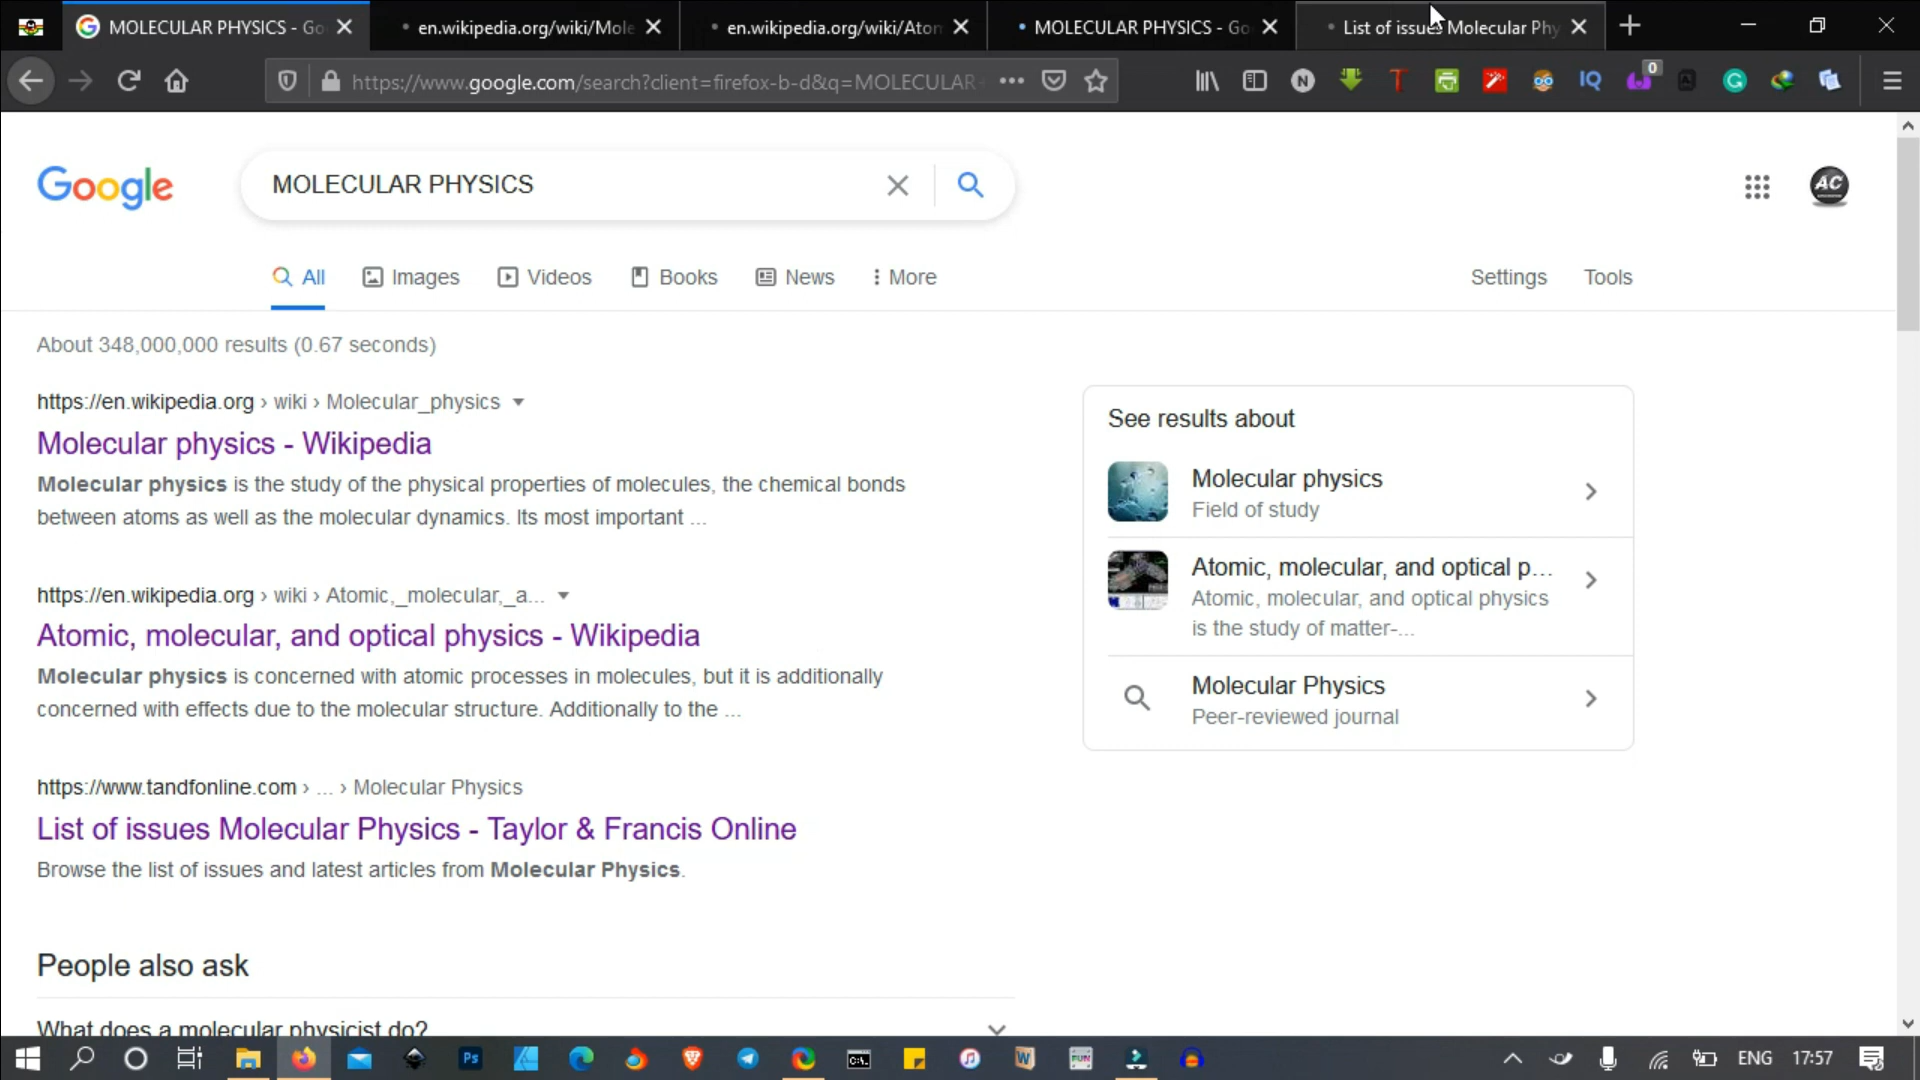 MOLECULAR PHYSICS - Go
en.wikipedia.org/wiki/Mole
en.wikipedia.org/wiki/Atom
MOLECULAR PHYSICS - Go
List of issues Molecular Phy
https://www.google.com/search?client=firefox-b-d&q=MOLECULAR
N
T
IQ
0
Google
MOLECULAR PHYSICS
AC
All
Images
Videos
Books
News
More
Settings
Tools
About 348,000,000 results (0.67 seconds)
https://en.wikipedia.org › wiki › Molecular_physics
Molecular physics - Wikipedia
Molecular physics is the study of the physical properties of molecules, the chemical bonds
between atoms as well as the molecular dynamics. Its most important ...
https://en.wikipedia.org › wiki › Atomic,_molecular,_a...
Atomic, molecular, and optical physics - Wikipedia
Molecular physics is concerned with atomic processes in molecules, but it is additionally
concerned with effects due to the molecular structure. Additionally to the ...
https://www.tandfonline.com › ... › Molecular Physics
List of issues Molecular Physics - Taylor & Francis Online
Browse the list of issues and latest articles from Molecular Physics.
People also ask
What does a molecular physicist do?
See results about
Molecular physics
Field of study
Atomic, molecular, and optical p...
Atomic, molecular, and optical physics
is the study of matter-...
Molecular Physics
Peer-reviewed journal
Ps
C:\.
W
FUN
ENG
17:57